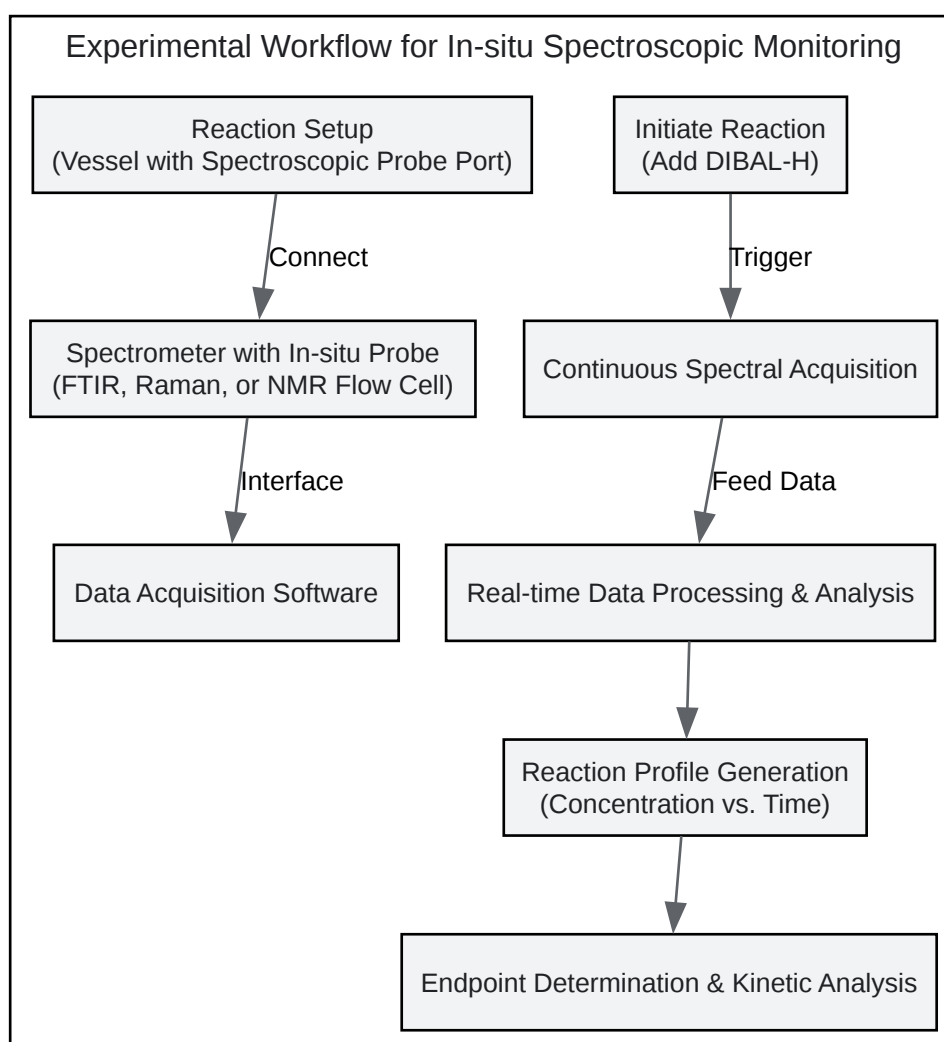 Experimental Workflow for In-situ Spectroscopic Monitoring
Reaction Setup
(Vessel with Spectroscopic Probe Port)
Connect
Spectrometer with In-situ Probe
(FTIR, Raman, or NMR Flow Cell)
Interface
Data Acquisition Software
Initiate Reaction
(Add DIBAL-H)
Trigger
Continuous Spectral Acquisition
Feed Data
Real-time Data Processing & Analysis
Reaction Profile Generation
(Concentration vs. Time)
Endpoint Determination & Kinetic Analysis